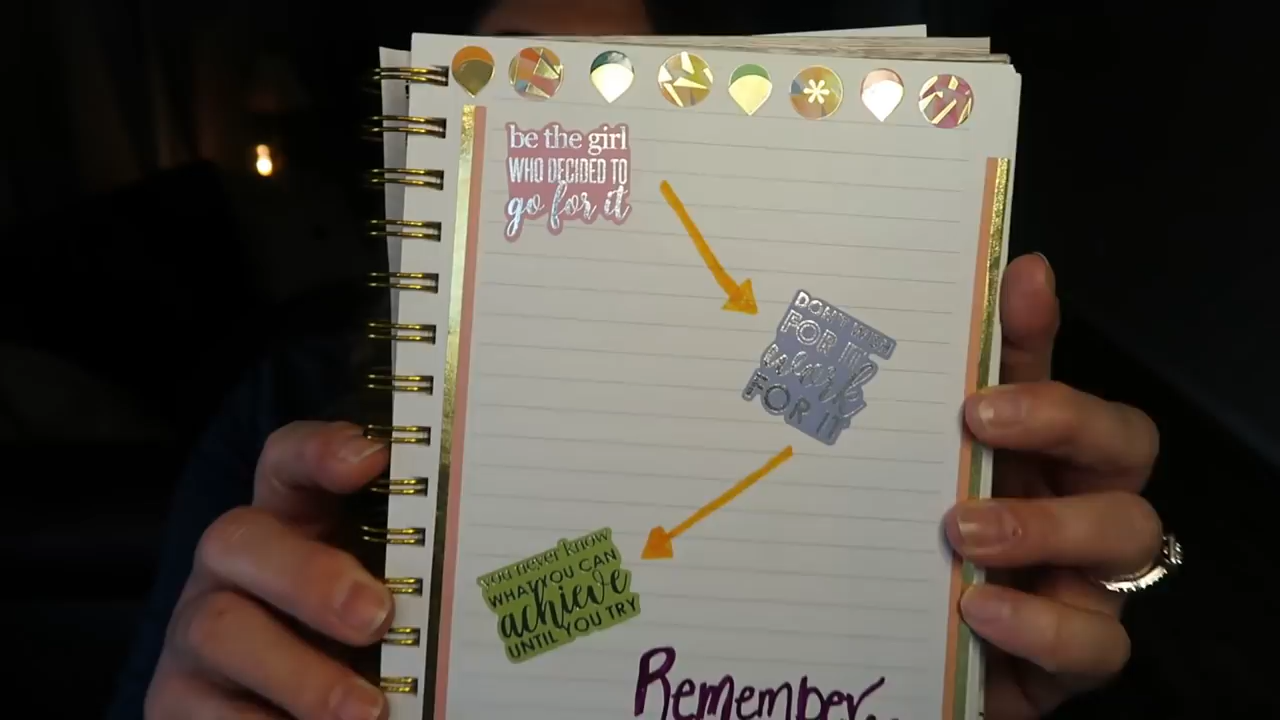 be the girl
WHO DECIDED TO
go for it
DON'T WISH
FOR IT
work
FOR IT
you never know
WHAT YOU CAN
achieve
UNTIL YOU TRY
Remember..